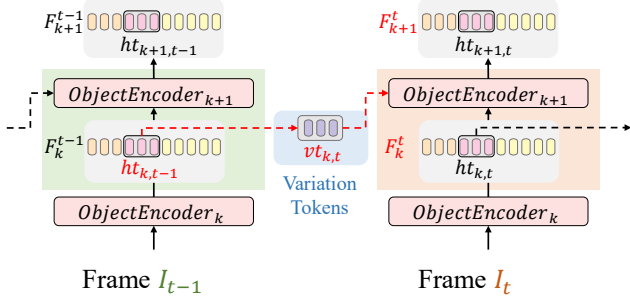 F_{k+1}^{t-1}
ht_{k+1,t-1}
ObjectEncoder_{k+1}
F_k^{t-1}
ht_{k,t-1}
ObjectEncoder_k
Frame I_{t-1}
vt_{k,t}
Variation
Tokens
F_{k+1}^t
ht_{k+1,t}
ObjectEncoder_{k+1}
F_k^t
ht_{k,t}
ObjectEncoder_k
Frame I_t